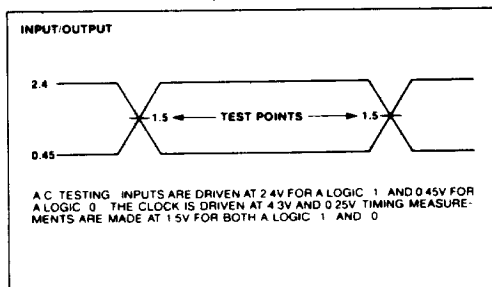 INPUT/OUTPUT
2.4
1.5 TEST POINTS 1.5
0.45
A C TESTING INPUTS ARE DRIVEN AT 2 4V FOR A LOGIC 1 AND 0 45V FOR
A LOGIC 0 THE CLOCK IS DRIVEN AT 4 3V AND 0 25V TIMING MEASURE-
MENTS ARE MADE AT 1 5V FOR BOTH A LOGIC 1 AND 0